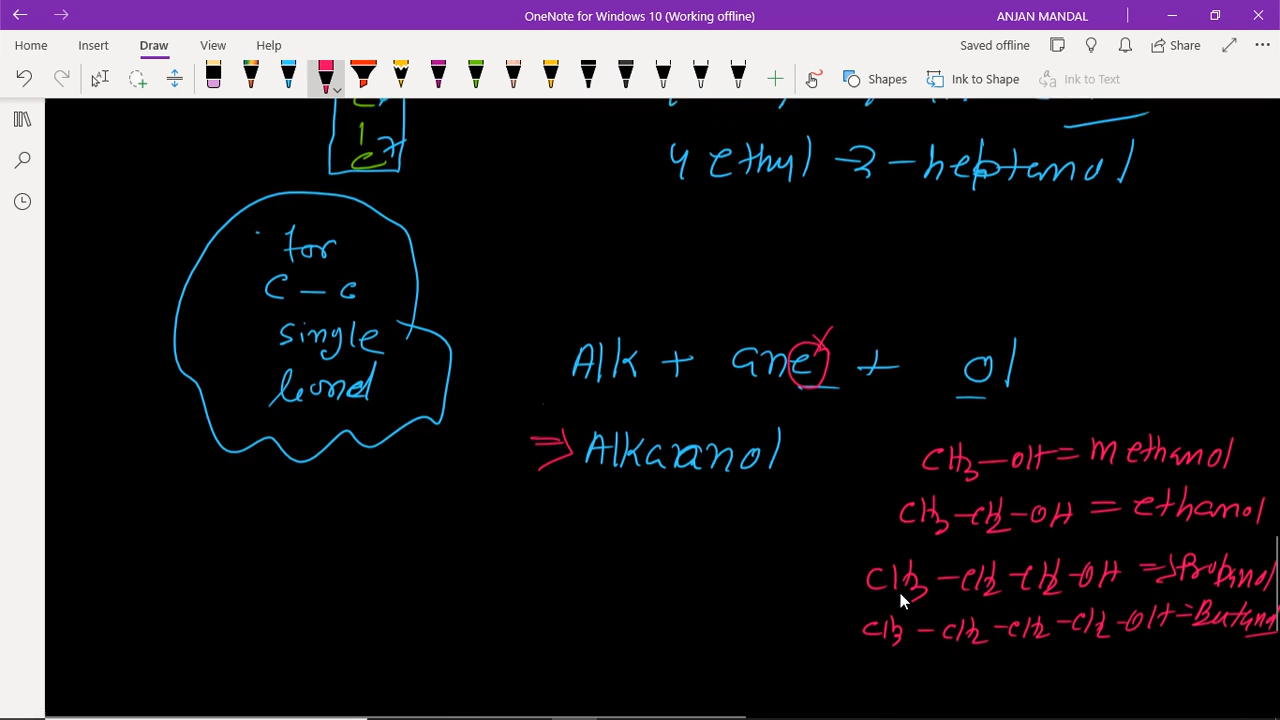 OneNote for Windows 10 (Working offline)
ANJAN MANDAL
Home Insert Draw View Help
Saved offline
Share
Shapes
Ink to Shape
Ink to Text
C 7
4 ethyl -3-heptanol
for
C - C
single
bond
Alk + ane + ol
⇒ Alkaanol
CH3-OH = methanol
CH3-CH2-OH = ethanol
CH3-CH2-CH2-OH ⇒ Propanol
CH3-CH2-CH2-CH2-OH = Butanol